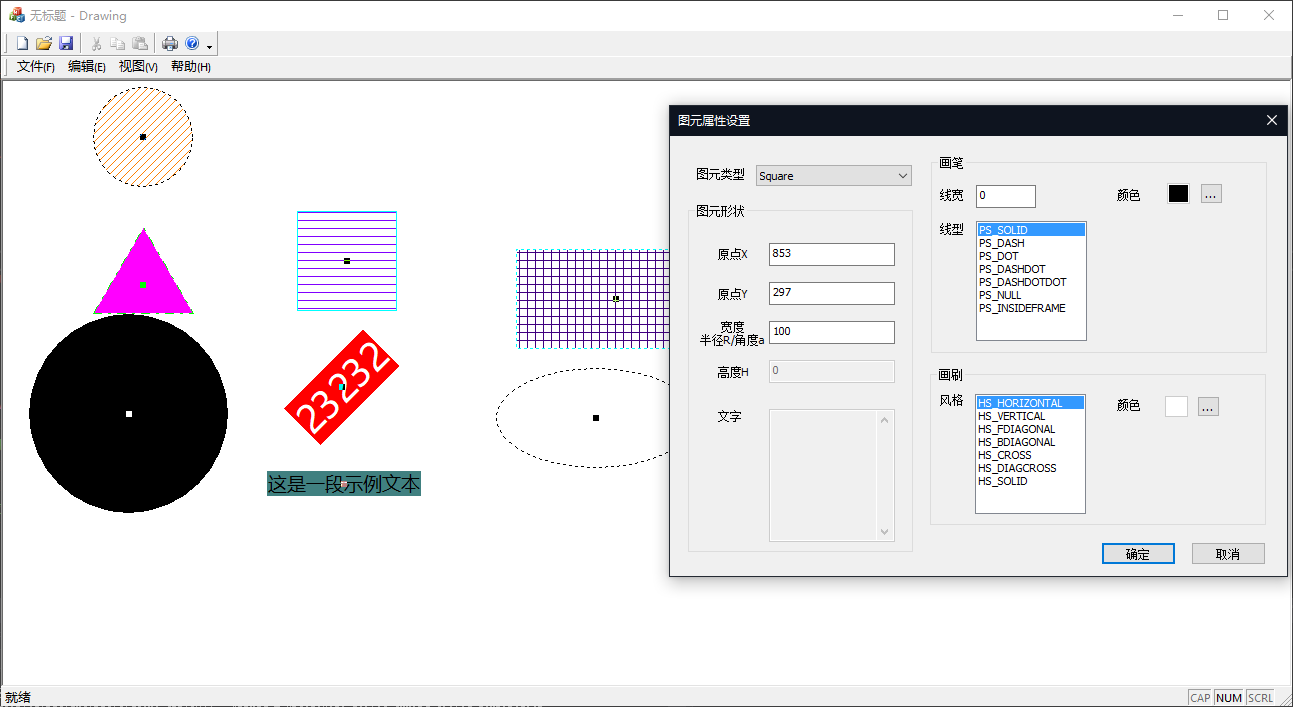 无标题 - Drawing
文件(F) 编辑(E) 视图(V) 帮助(H)
23232
这是一段示例文本
图元属性设置
图元类型 Square
图元形状
原点X 853
原点Y 297
宽度
半径R/角度a 100
高度H 0
文字
画笔
线宽 0 颜色 ...
线型
PS_SOLID
PS_DASH
PS_DOT
PS_DASHDOT
PS_DASHDOTDOT
PS_NULL
PS_INSIDEFRAME
画刷
风格 颜色 ...
HS_HORIZONTAL
HS_VERTICAL
HS_FDIAGONAL
HS_BDIAGONAL
HS_CROSS
HS_DIAGCROSS
HS_SOLID
确定 取消
就绪 CAP NUM SCRL